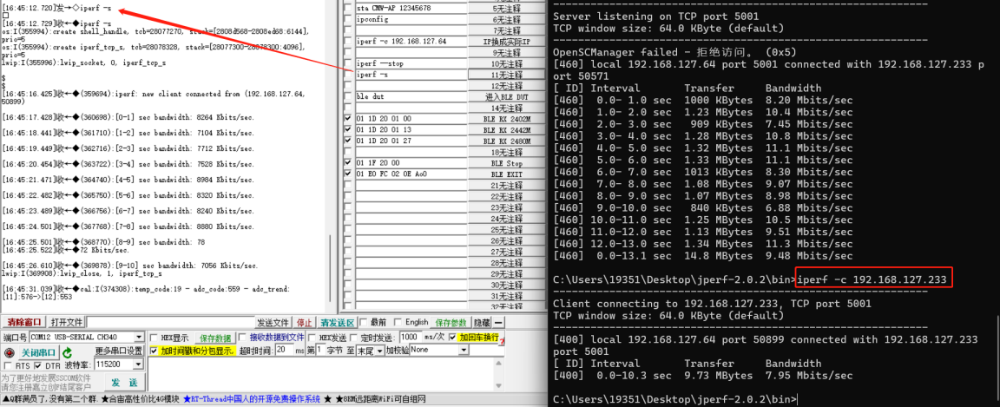 [16:45:12.720]发→◇iperf -s
□
[16:45:12.729]收←◆iperf -s
os:I(355994):create shell_handle, tcb=28077270, stack=[2808d568-2808ed68:6144],
prio=5
os:I(355994):create iperf_tcp_s, tcb=28078328, stack=[28077300-28078300:4096],
prio=5
lwip:I(355996):lwip_socket, 0, iperf_tcp_s
$
$
[16:45:16.425]收←◆(359694):iperf: new client connected from (192.168.127.64,
50899)
[16:45:17.428]收←◆(360698):[0-1] sec bandwidth: 8264 Kbits/sec.
[16:45:18.441]收←◆(361710):[1-2] sec bandwidth: 7104 Kbits/sec.
[16:45:19.449]收←◆(362716):[2-3] sec bandwidth: 7712 Kbits/sec.
[16:45:20.454]收←◆(363722):[3-4] sec bandwidth: 7528 Kbits/sec.
[16:45:21.471]收←◆(364740):[4-5] sec bandwidth: 8984 Kbits/sec.
[16:45:22.482]收←◆(365750):[5-6] sec bandwidth: 8320 Kbits/sec.
[16:45:23.489]收←◆(366756):[6-7] sec bandwidth: 8240 Kbits/sec.
[16:45:24.501]收←◆(367768):[7-8] sec bandwidth: 8880 Kbits/sec.
[16:45:25.501]收←◆(368770):[8-9] sec bandwidth: 78
[16:45:25.522]收←◆72 Kbits/sec.
[16:45:26.610]收←◆(369878):[9-10] sec bandwidth: 7056 Kbits/sec.
lwip:I(369908):lwip_close, 1, iperf_tcp_s
[16:45:31.039]收←◆cal:I(374308):temp_code:19 - adc_code:559 - adc_trend:
[11]:576->[12]:553
sta CMW-AP 12345678 5无注释
ipconfig 6无注释
7无注释
iperf -c 192.168.127.64 IP换成实际IP
9无注释
iperf --stop 10无注释
iperf -s 11无注释
12无注释
ble dut 进入BLE DUT
14无注释
01 1D 20 01 00 BLE RX 2402M
01 1D 20 01 13 BLE RX 2442M
01 1D 20 01 27 BLE RX 2480M
18无注释
01 1F 20 00 BLE Stop
01 E0 FC 02 0E A0 BLE EXIT
21无注释
22无注释
23无注释
24无注释
25无注释
26无注释
27无注释
28无注释
29无注释
30无注释
31无注释
32无注释
清除窗口 打开文件 发送文件 停止 清发送区 最前 English 保存参数 隐藏 —
端口号 COM12 USB-SERIAL CH340 HEX显示 保存数据 接收数据到文件 HEX发送 定时发送: 1000 ms/次 加回车换行
关闭串口 更多串口设置 加时间戳和分包显示, 超时时间: 20 ms 第 1 字节 至 末尾 加校验 None
RTS DTR 波特率: 115200
为了更好地发展SSCOM软件
请您注册嘉立创F结尾客户
发 送
▲Q群满员了,没有第二个群. ★合宙高性价比4G模块 ★RT-Thread中国人的开源免费操作系统 ★ ★8KM远距离WiFi可自组网
Server listening on TCP port 5001
TCP window size: 64.0 KByte (default)
OpenSCManager failed - 拒绝访问。 (0x5)
[460] local 192.168.127.64 port 5001 connected with 192.168.127.233 p
ort 50571
[ ID] Interval Transfer Bandwidth
[460] 0.0- 1.0 sec 1000 KBytes 8.20 Mbits/sec
[460] 1.0- 2.0 sec 1.23 MBytes 10.4 Mbits/sec
[460] 2.0- 3.0 sec 909 KBytes 7.45 Mbits/sec
[460] 3.0- 4.0 sec 1.28 MBytes 10.8 Mbits/sec
[460] 4.0- 5.0 sec 1.32 MBytes 11.1 Mbits/sec
[460] 5.0- 6.0 sec 1.33 MBytes 11.1 Mbits/sec
[460] 6.0- 7.0 sec 1013 KBytes 8.30 Mbits/sec
[460] 7.0- 8.0 sec 1.08 MBytes 9.07 Mbits/sec
[460] 8.0- 9.0 sec 1.07 MBytes 8.98 Mbits/sec
[460] 9.0-10.0 sec 840 KBytes 6.88 Mbits/sec
[460] 10.0-11.0 sec 1.25 MBytes 10.5 Mbits/sec
[460] 11.0-12.0 sec 1.13 MBytes 9.51 Mbits/sec
[460] 12.0-13.0 sec 1.34 MBytes 11.3 Mbits/sec
[460] 0.0-13.1 sec 14.8 MBytes 9.48 Mbits/sec
C:\Users\19351\Desktop\jperf-2.0.2\bin>iperf -c 192.168.127.233
Client connecting to 192.168.127.233, TCP port 5001
TCP window size: 64.0 KByte (default)
[400] local 192.168.127.64 port 50899 connected with 192.168.127.233
port 5001
[ ID] Interval Transfer Bandwidth
[400] 0.0-10.3 sec 9.73 MBytes 7.95 Mbits/sec
C:\Users\19351\Desktop\jperf-2.0.2\bin>